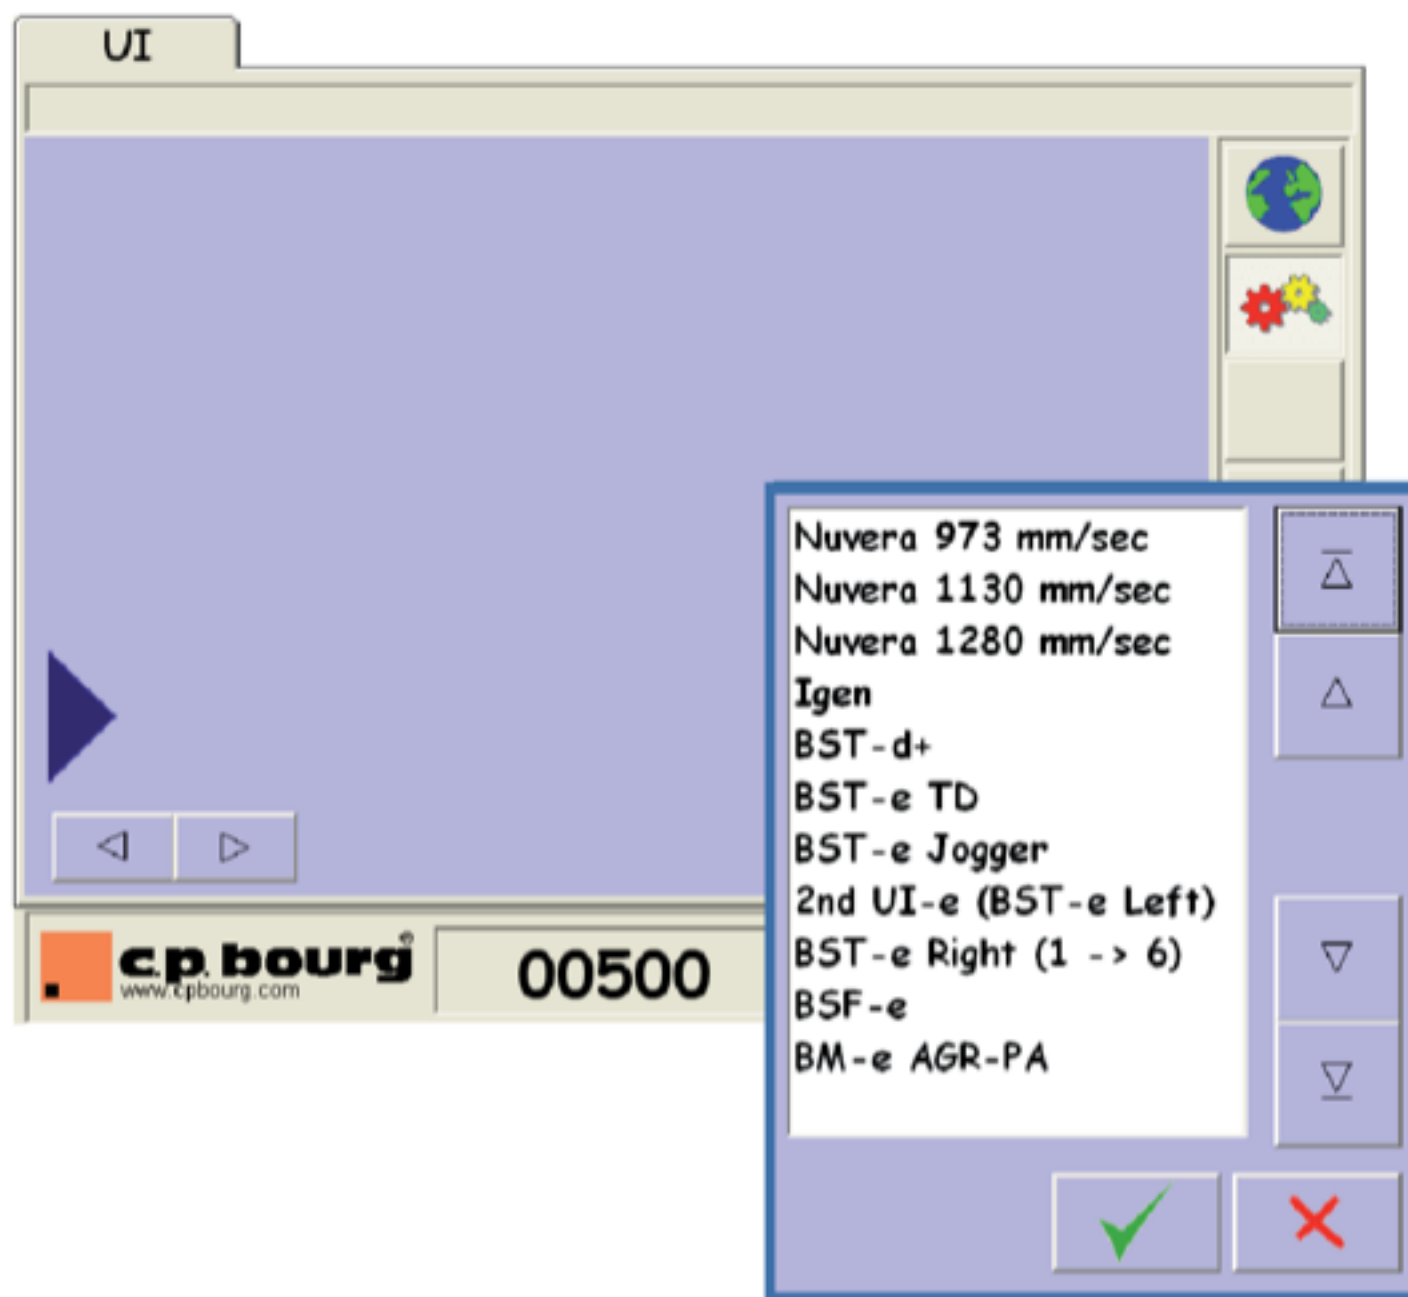 UI
Nuvera 973 mm/sec
Nuvera 1130 mm/sec
Nuvera 1280 mm/sec
Igen
BST-d+
BST-e TD
BST-e Jogger
2nd UI-e (BST-e Left)
BST-e Right (1 -> 6)
BSF-e
BM-e AGR-PA
c.p. bourg®
www.cpbourg.com
00500